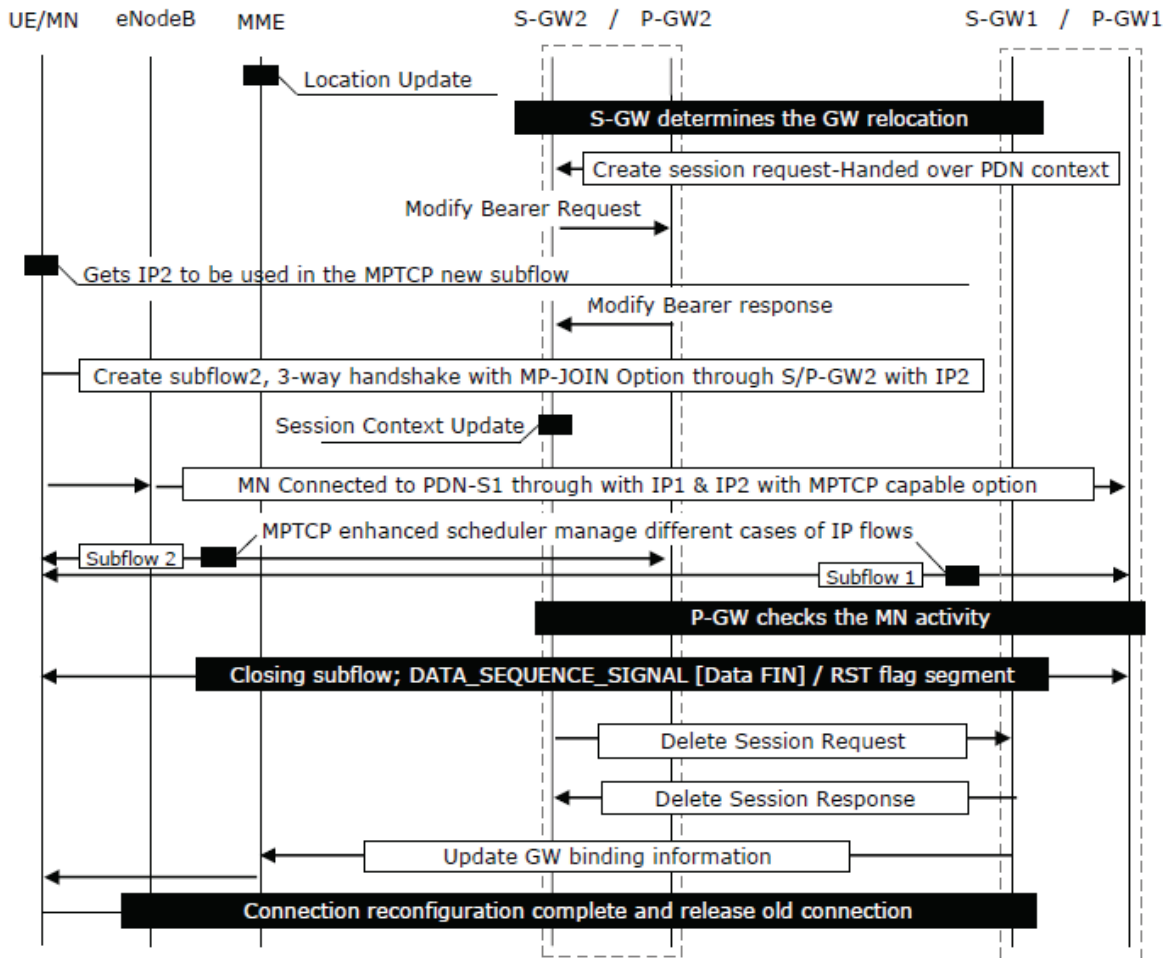 UE/MN eNodeB MME S-GW2 / P-GW2 S-GW1 / P-GW1
Location Update
S-GW determines the GW relocation
Create session request-Handed over PDN context
Modify Bearer Request
Gets IP2 to be used in the MPTCP new subflow
Modify Bearer response
Create subflow2, 3-way handshake with MP-JOIN Option through S/P-GW2 with IP2
Session Context Update
MN Connected to PDN-S1 through with IP1 & IP2 with MPTCP capable option
MPTCP enhanced scheduler manage different cases of IP flows
Subflow 2
Subflow 1
P-GW checks the MN activity
Closing subflow; DATA_SEQUENCE_SIGNAL [Data FIN] / RST flag segment
Delete Session Request
Delete Session Response
Update GW binding information
Connection reconfiguration complete and release old connection